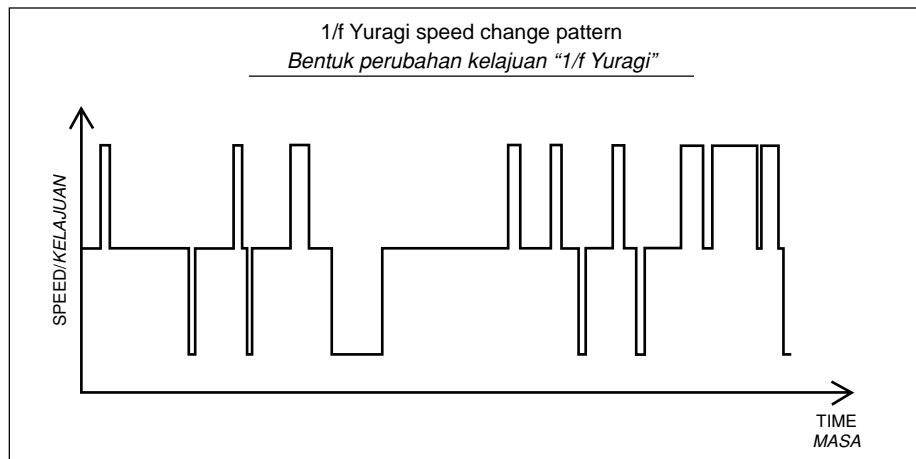 1/f Yuragi speed change pattern
Bentuk perubahan kelajuan “1/f Yuragi”
SPEED/KELAJUAN
TIME
MASA